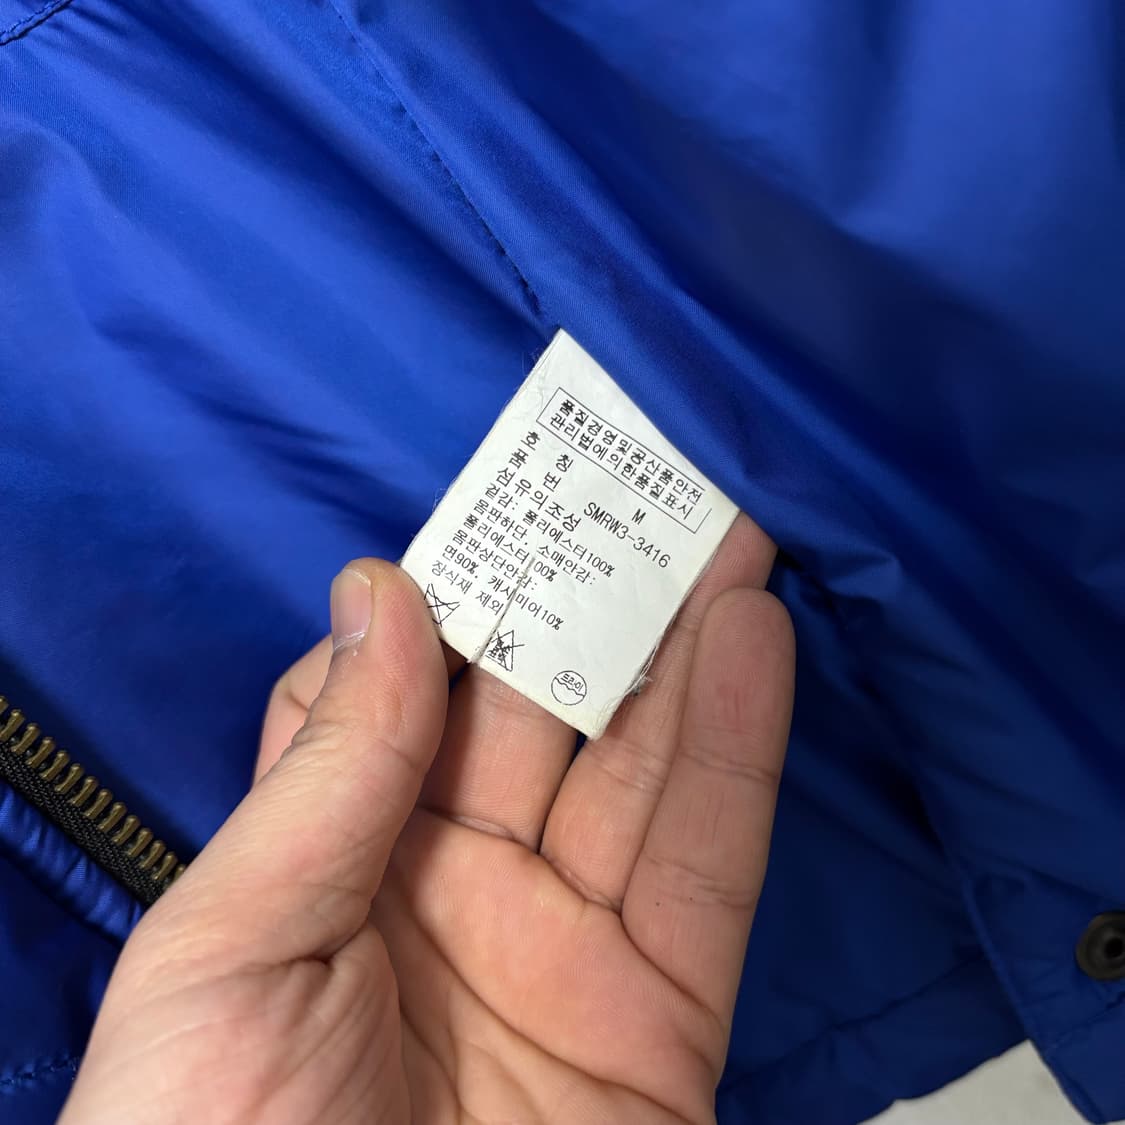 품질경영및공산품안전
관리법에의한품질표시
호 칭 M
품 번 SMRW3-3416
섬유의조성
겉감: 폴리에스터100%
몸판하단, 소매안감:
폴리에스터100%
몸판상단안감:
면90%, 캐시미어10%
장식재 제외
드라이